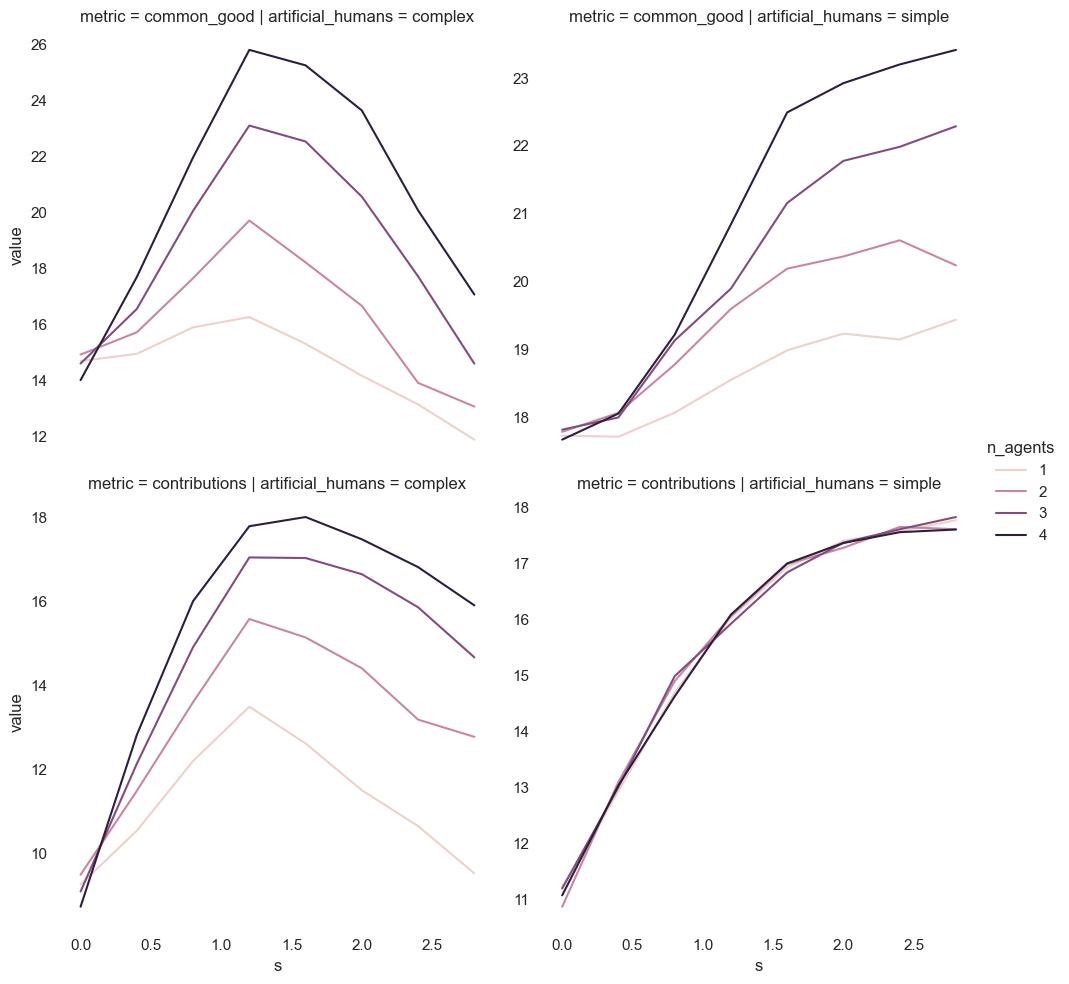 metric = common_good | artificial_humans = complex
metric = common_good | artificial_humans = simple
26
24
22
20
18
16
14
12
value
23
22
21
20
19
18
n_agents
1
2
3
4
metric = contributions | artificial_humans = complex
metric = contributions | artificial_humans = simple
18
16
14
12
10
value
18
17
16
15
14
13
12
11
0.0 0.5 1.0 1.5 2.0 2.5
s
0.0 0.5 1.0 1.5 2.0 2.5
s